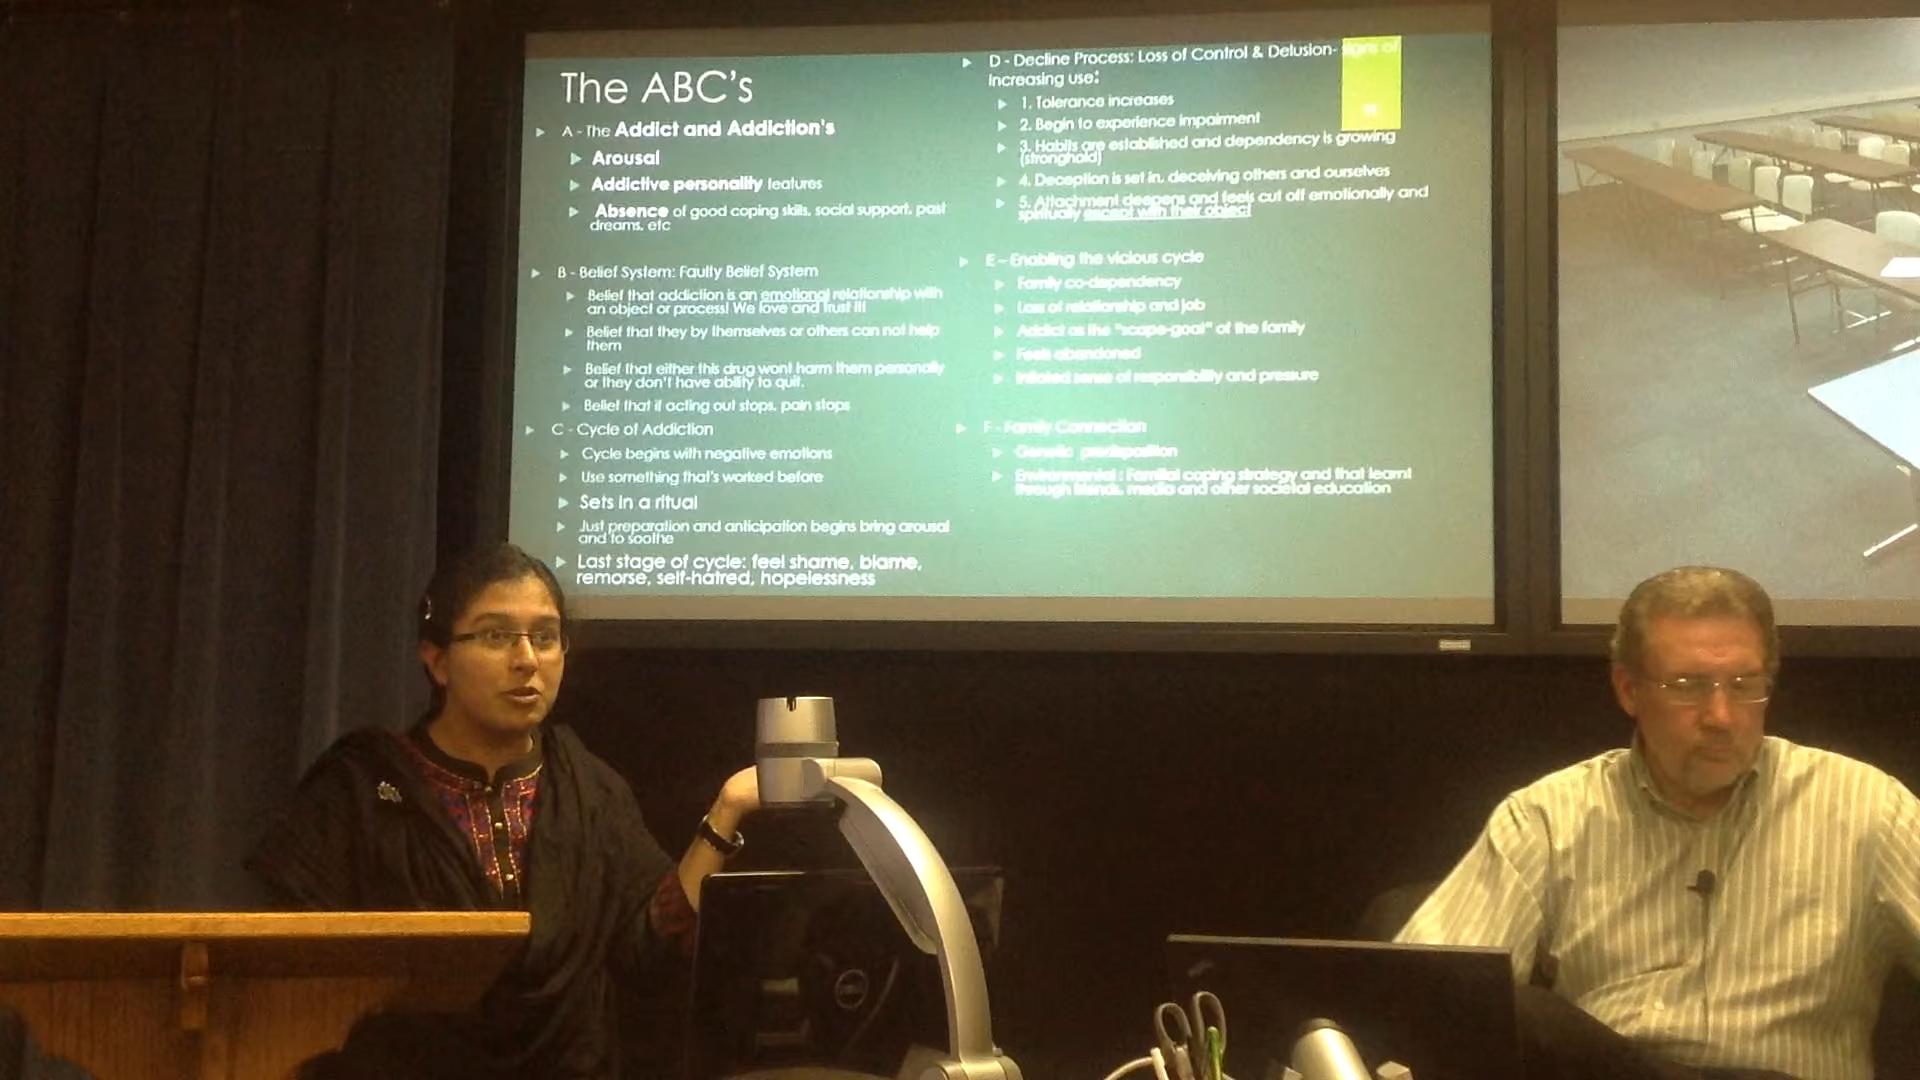 The ABC's
A - The Addict and Addiction's
Arousal
Addictive personality features
Absence of good coping skills, social support, past
dreams, etc
B - Belief System: Faulty Belief System
Belief that addiction is an emotional relationship with
an object or process! We love and trust it!
Belief that they by themselves or others can not help
them
Belief that either this drug wont harm them personally
or they don't have ability to quit.
Belief that if acting out stops, pain stops
C - Cycle of Addiction
Cycle begins with negative emotions
Use something that's worked before
Sets in a ritual
Just preparation and anticipation begins bring arousal
and to soothe
Last stage of cycle: feel shame, blame,
remorse, self-hatred, hopelessness
D - Decline Process: Loss of Control & Delusion- signs of
increasing use:
1. Tolerance increases
2. Begin to experience impairment
3. Habits are established and dependency is growing
(stronghold)
4. Deception is set in, deceiving others and ourselves
5. Attachment deepens and feels cut off emotionally and
spiritually except with their object
E – Enabling the vicious cycle
Family co-dependency
Loss of relationship and job
Addict as the "scape-goat" of the family
Feels abandoned
Inflated sense of responsibility and pressure
F - Family Connection
Genetic predisposition
Environmental : Familial coping strategy and that learnt
through friends, media and other societal education
DELL